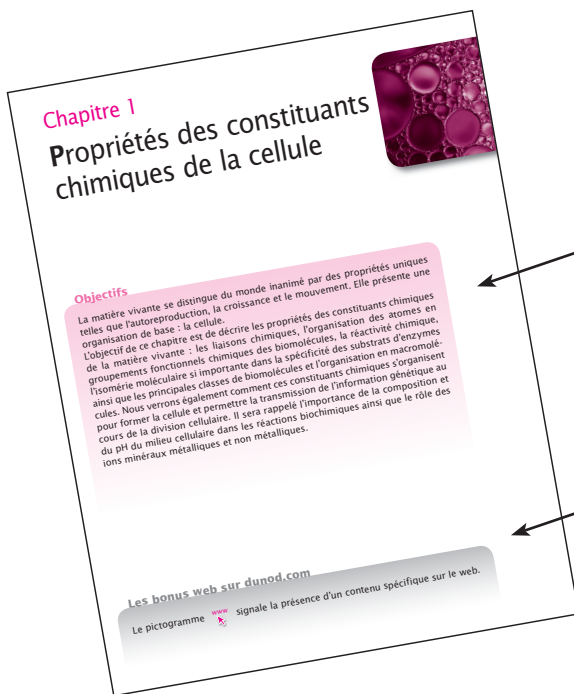 Chapitre 1
Propriétés des constituants
chimiques de la cellule
Objectifs
La matière vivante se distingue du monde inanimé par des propriétés uniques
telles que l'autoreproduction, la croissance et le mouvement. Elle présente une
organisation de base : la cellule.
L'objectif de ce chapitre est de décrire les propriétés des constituants chimiques
de la matière vivante : les liaisons chimiques, l'organisation des atomes en
groupements fonctionnels chimiques des biomolécules, la réactivité chimique,
l'isomérie moléculaire si importante dans la spécificité des substrats d'enzymes
ainsi que les principales classes de biomolécules et l'organisation en macromolé-
cules. Nous verrons également comment ces constituants chimiques s'organisent
pour former la cellule et permettre la transmission de l'information génétique au
cours de la division cellulaire. Il sera rappelé l'importance de la composition et
du pH du milieu cellulaire dans les réactions biochimiques ainsi que le rôle des
ions minéraux métalliques et non métalliques.
Les bonus web sur dunod.com
Le pictogramme www signale la présence d'un contenu spécifique sur le web.